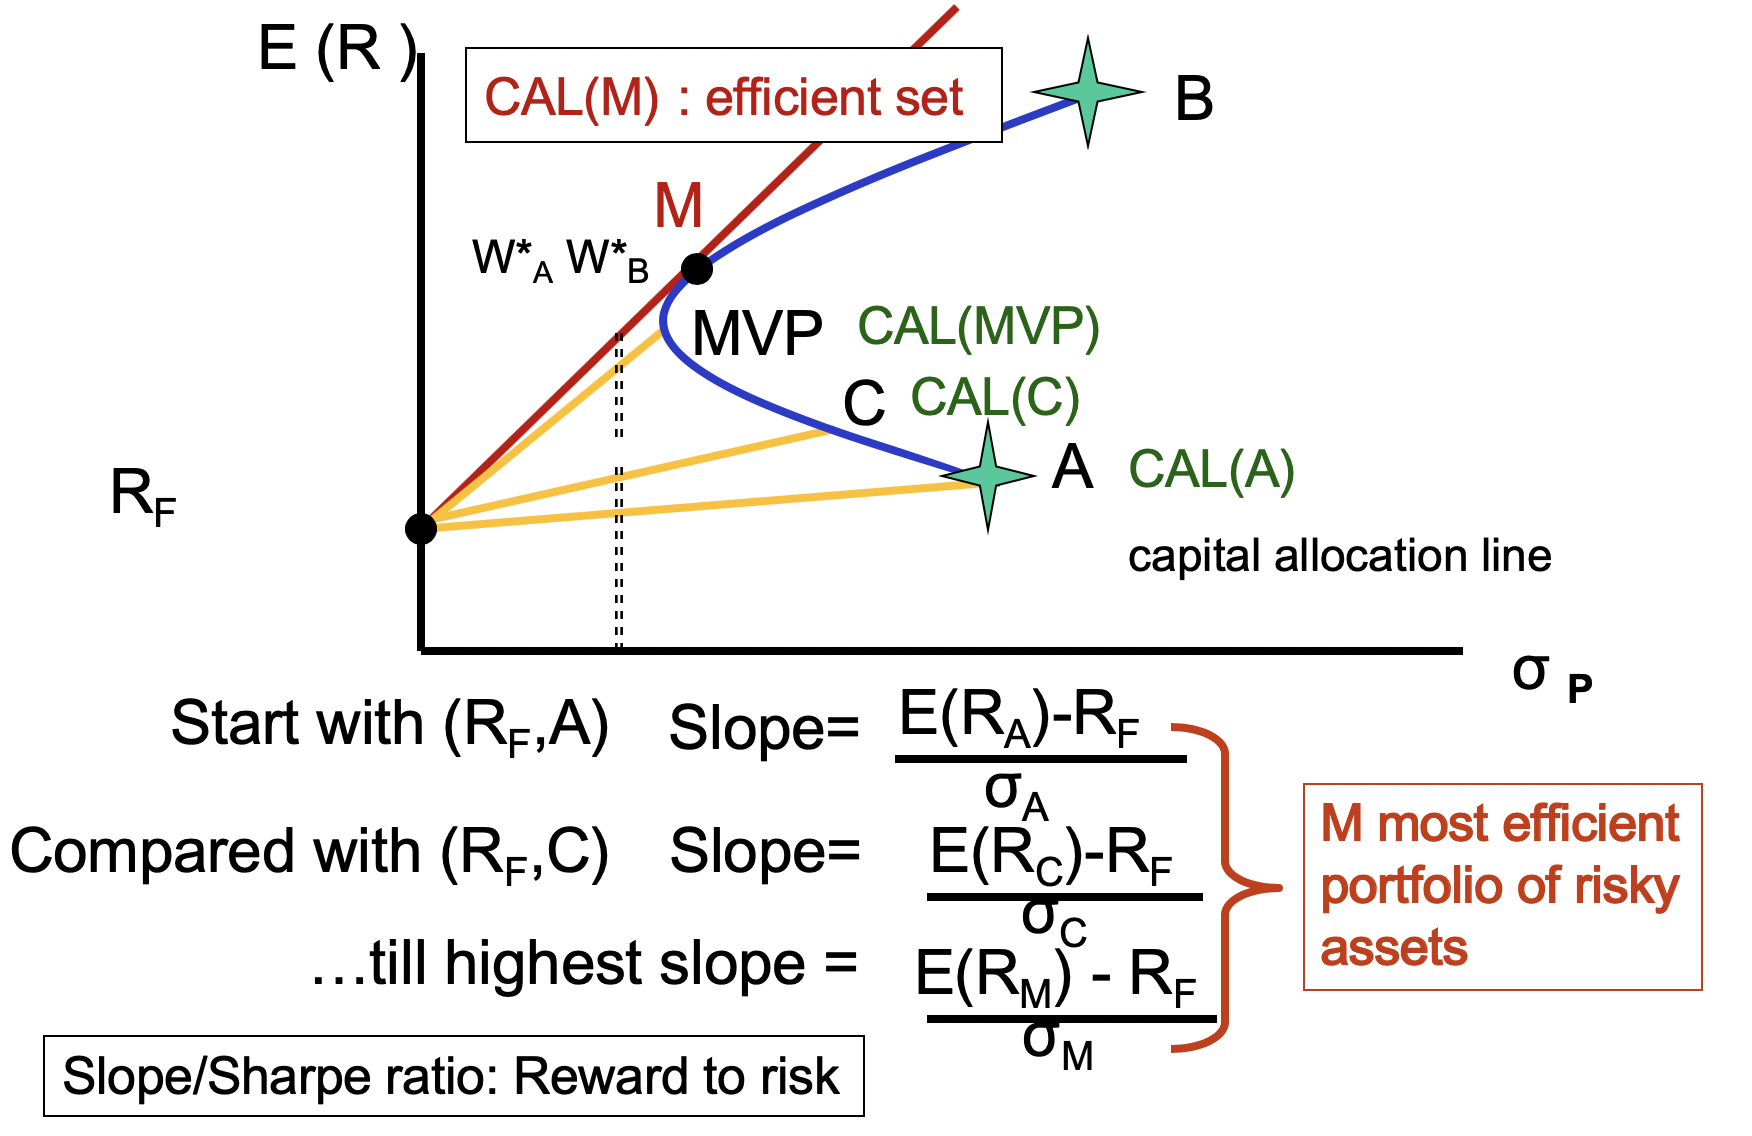 E (R )
CAL(M) : efficient set
B
M
W*A W*B
MVP CAL(MVP)
C CAL(C)
A CAL(A)
RF
capital allocation line
σ P
Start with (RF,A) Slope= E(RA)-RF
σA
Compared with (RF,C) Slope= E(RC)-RF
σC
...till highest slope = E(RM) - RF
σM
M most efficient
portfolio of risky
assets
Slope/Sharpe ratio: Reward to risk